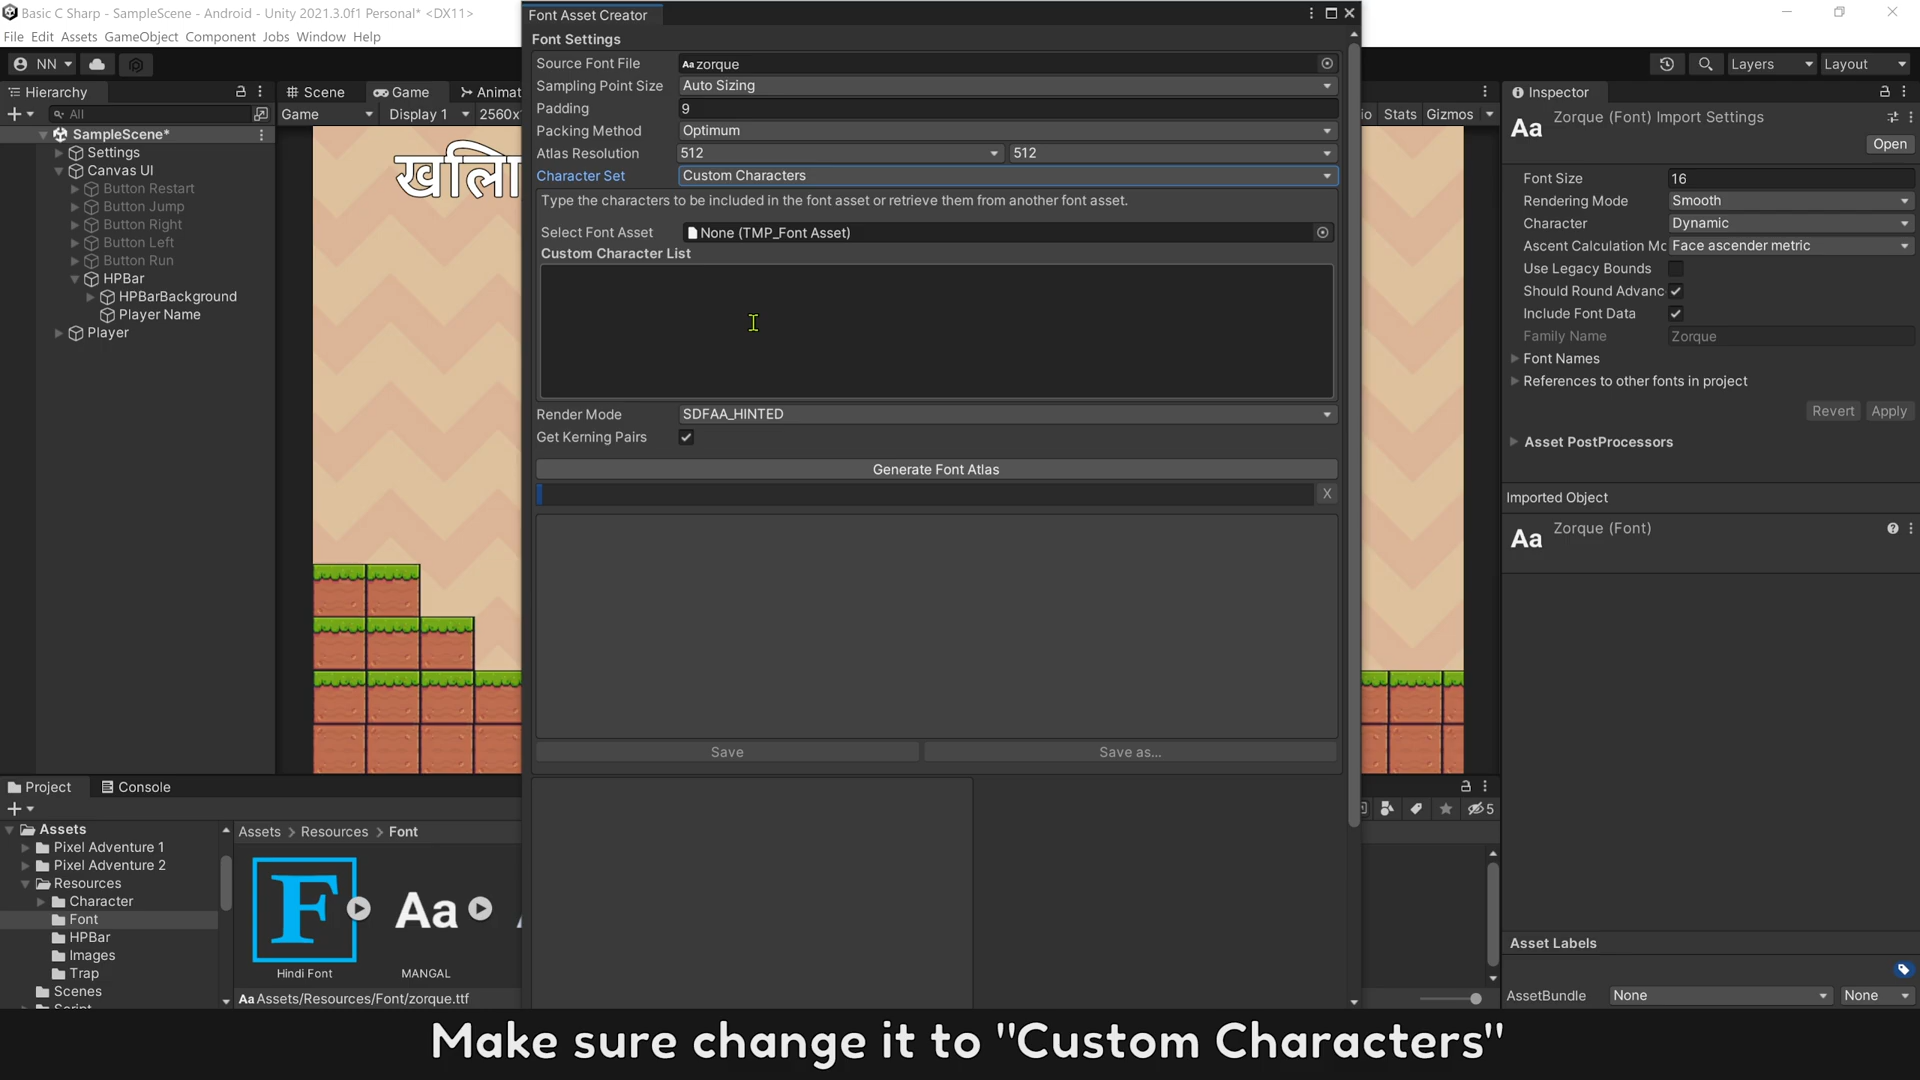 Basic C Sharp - SampleScene - Android - Unity 2021.3.0f1 Personal* <DX11>
File Edit Assets GameObject Component Jobs Window Help
NN
Layers
Layout
Hierarchy
All
SampleScene*
Settings
Canvas UI
Button Restart
Button Jump
Button Right
Button Left
Button Run
HPBar
HPBarBackground
Player Name
Player
Scene
Game
Game
Display 1
Stats
Gizmos
Font Asset Creator
Font Settings
Source Font File
Aa zorque
Sampling Point Size
Auto Sizing
Padding
9
Packing Method
Optimum
Atlas Resolution
512
512
Character Set
Custom Characters
Type the characters to be included in the font asset or retrieve them from another font asset.
Select Font Asset
None (TMP_Font Asset)
Custom Character List
Render Mode
SDFAA_HINTED
Get Kerning Pairs
Generate Font Atlas
X
Save
Save as...
Inspector
Aa
Zorque (Font) Import Settings
Open
Font Size
16
Rendering Mode
Smooth
Character
Dynamic
Ascent Calculation Mc
Face ascender metric
Use Legacy Bounds
Should Round Advanc
Include Font Data
Family Name
Zorque
Font Names
References to other fonts in project
Revert
Apply
Asset PostProcessors
Imported Object
Aa
Zorque (Font)
Asset Labels
AssetBundle
None
None
Project
Console
5
Assets
Pixel Adventure 1
Pixel Adventure 2
Resources
Character
Font
HPBar
Images
Trap
Scenes
Assets > Resources > Font
F
Aa
Hindi Font
MANGAL
Aa Assets/Resources/Font/zorque.ttf
Make sure change it to "Custom Characters"